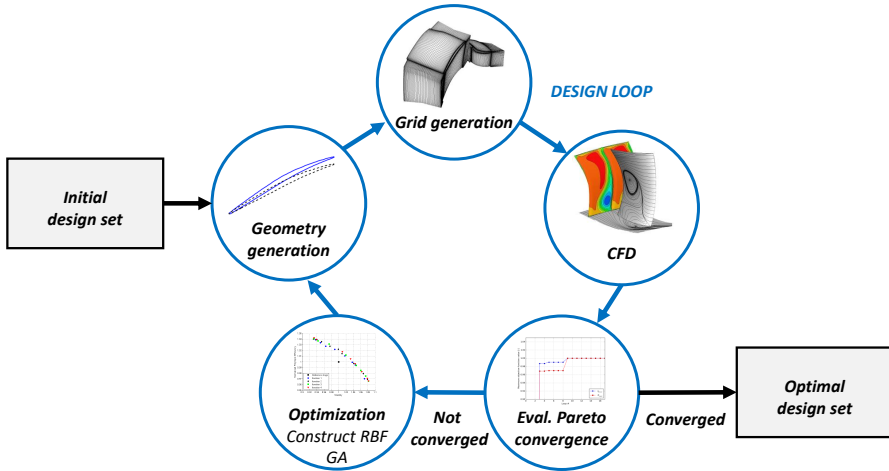 DESIGN LOOP
Grid generation
Initial
design set
Geometry
generation
CFD
Optimization
Construct RBF
GA
Not
converged
Eval. Pareto
convergence
Converged
Optimal
design set